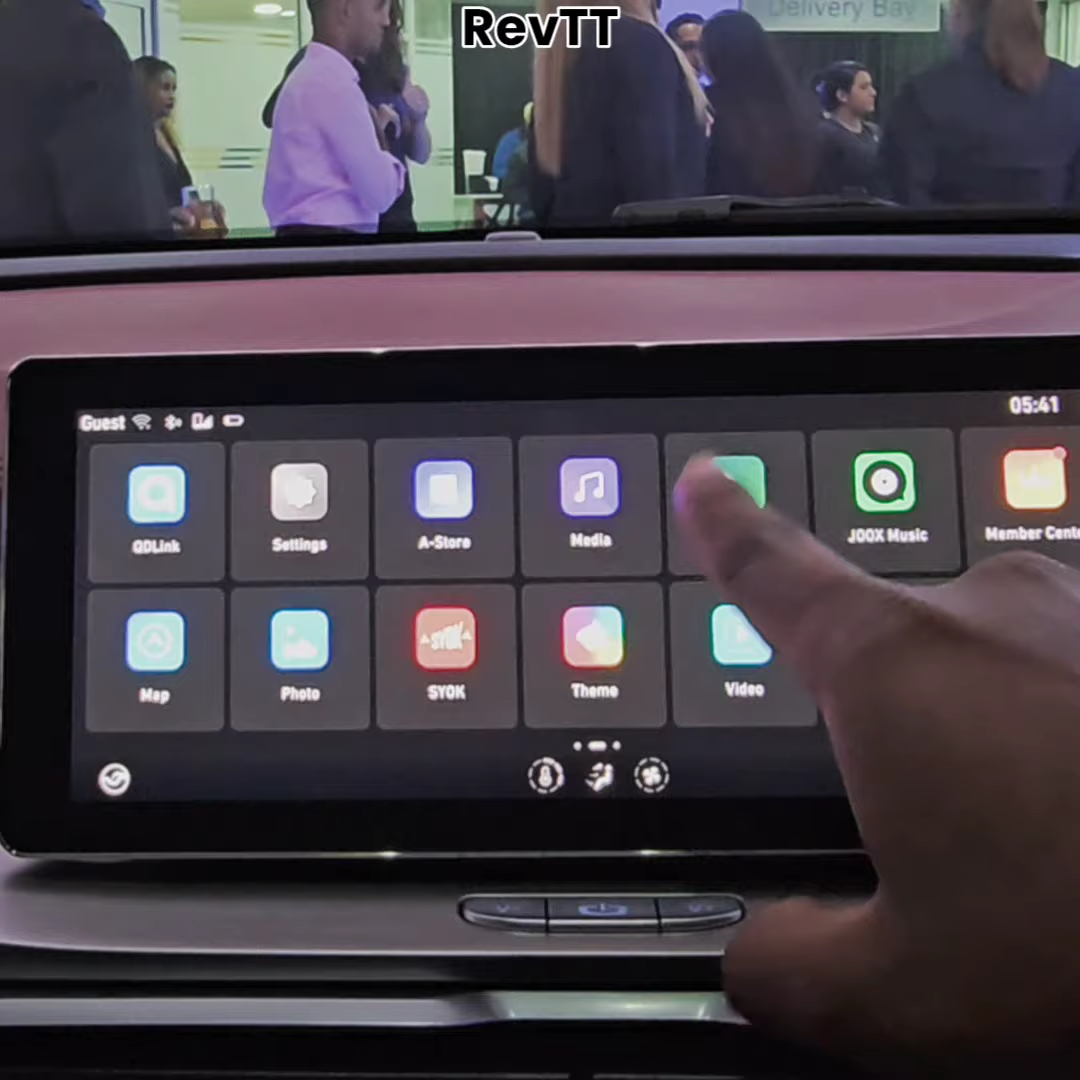 RevTT
Delivery Bay
Guest
05:41
QDLink
Settings
A-Store
Media
JOOX Music
Member Cente
Map
Photo
SYOK
SYOK
Theme
Video